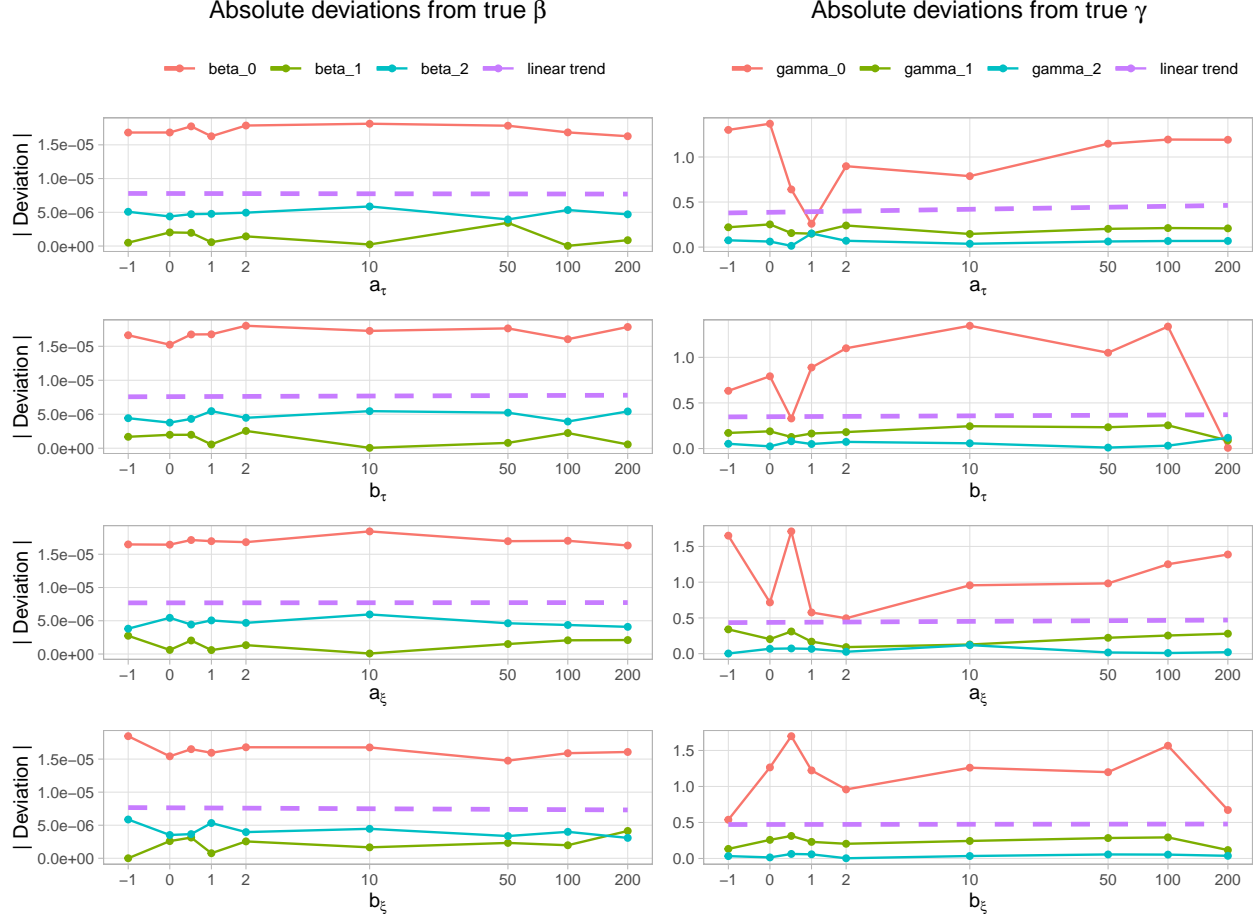 Absolute deviations from true β
Absolute deviations from true γ
beta_0 beta_1 beta_2 linear trend
gamma_0 gamma_1 gamma_2 linear trend
| Deviation |
1.5e−05
1.0e−05
5.0e−06
0.0e+00
−1 0 1 2 10 50 100 200
a_τ
1.0
0.5
0.0
−1 0 1 2 10 50 100 200
a_τ
| Deviation |
1.5e−05
1.0e−05
5.0e−06
0.0e+00
−1 0 1 2 10 50 100 200
b_τ
1.0
0.5
0.0
−1 0 1 2 10 50 100 200
b_τ
| Deviation |
1.5e−05
1.0e−05
5.0e−06
0.0e+00
−1 0 1 2 10 50 100 200
a_ξ
1.5
1.0
0.5
0.0
−1 0 1 2 10 50 100 200
a_ξ
| Deviation |
1.5e−05
1.0e−05
5.0e−06
0.0e+00
−1 0 1 2 10 50 100 200
b_ξ
1.5
1.0
0.5
0.0
−1 0 1 2 10 50 100 200
b_ξ